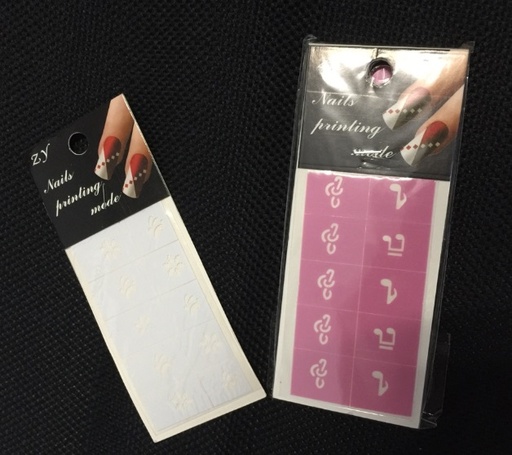 ZY
Nails
printing
mode
Nails
printing
mode